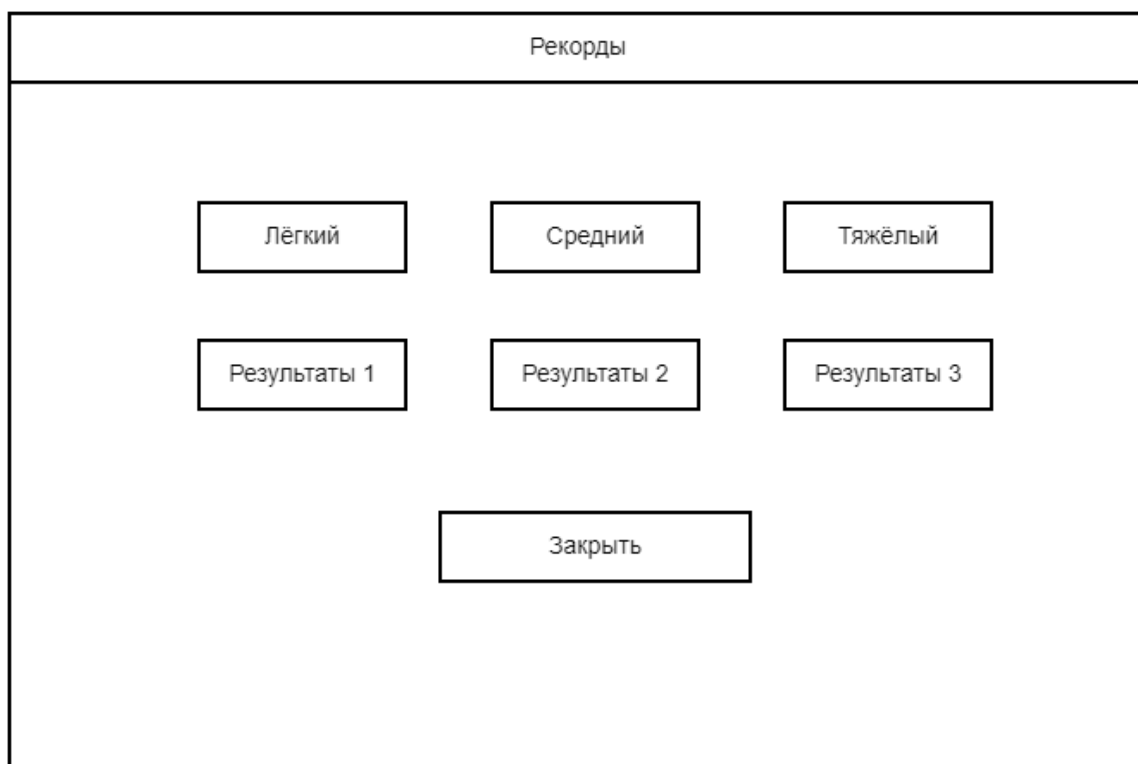 Рекорды
Лёгкий
Средний
Тяжёлый
Результаты 1
Результаты 2
Результаты 3
Закрыть